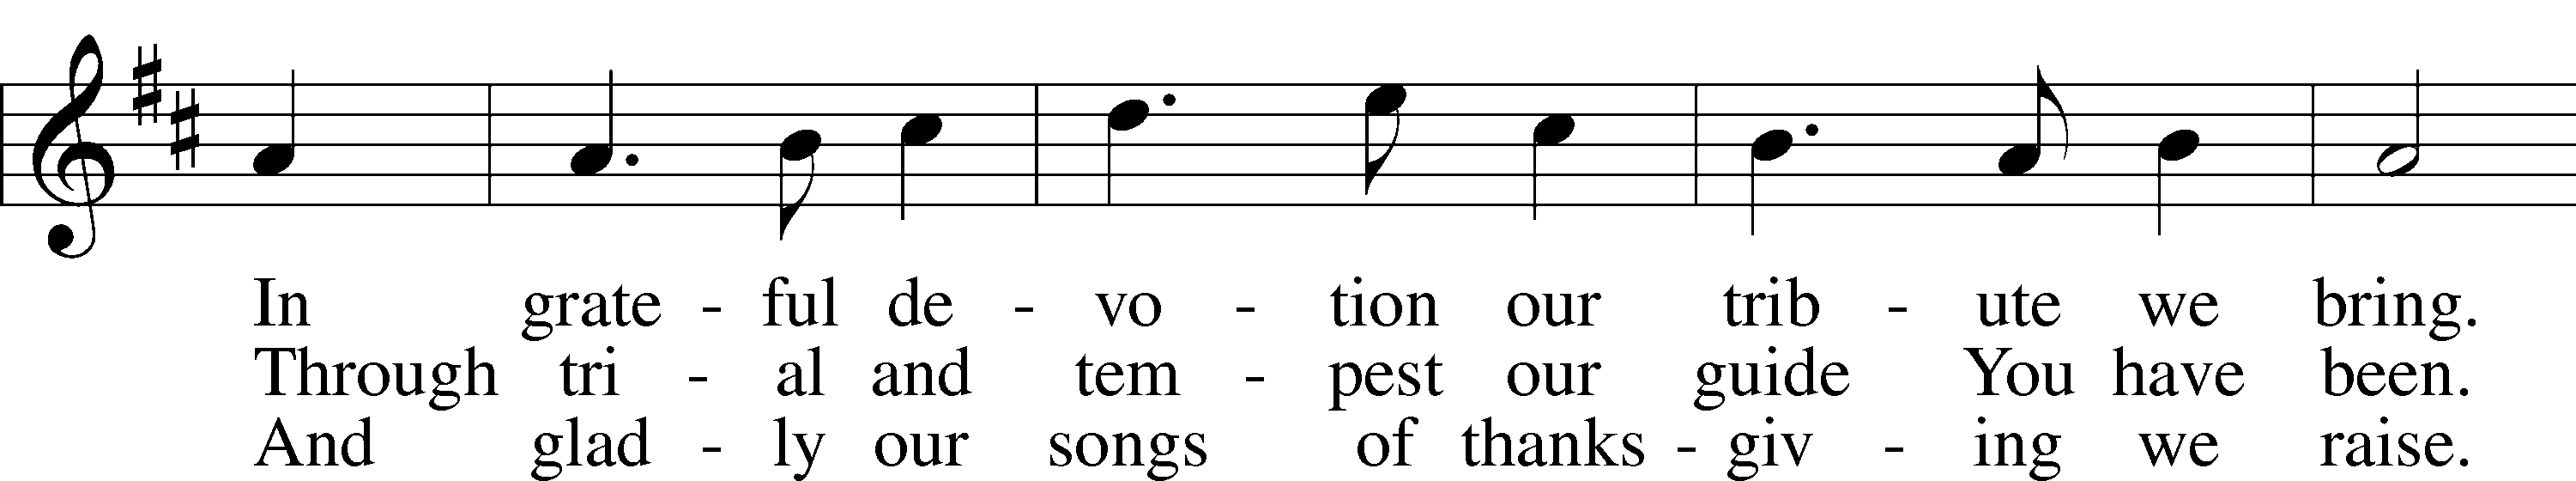 In grate - ful de - vo - tion our trib - ute we bring.
Through tri - al and tem - pest our guide You have been.
And glad - ly our songs of thanks - giv - ing we raise.